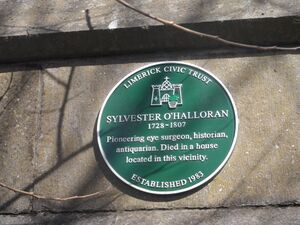 LIMERICK CIVIC TRUST
SYLVESTER O'HALLORAN
1728-1807
Pioneering eye surgeon, historian,
antiquarian. Died in a house
located in this vicinity.
ESTABLISHED 1983